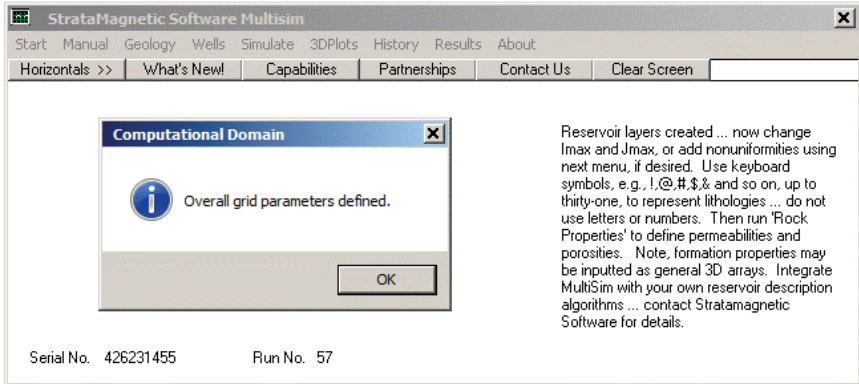 StrataMagnetic Software Multisim
Start Manual Geology Wells Simulate 3DPlots History Results About
Horizontals >> What's New! Capabilities Partnerships Contact Us Clear Screen
Computational Domain
Overall grid parameters defined.
OK
Reservoir layers created ... now change
Imax and Jmax, or add nonuniformities using
next menu, if desired. Use keyboard
symbols, e.g., !,@,#,$,& and so on, up to
thirty-one, to represent lithologies ... do not
use letters or numbers. Then run 'Rock
Properties' to define permeabilities and
porosities. Note, formation properties may
be inputted as general 3D arrays. Integrate
MultiSim with your own reservoir description
algorithms ... contact Stratamagnetic
Software for details.
Serial No. 426231455 Run No. 57